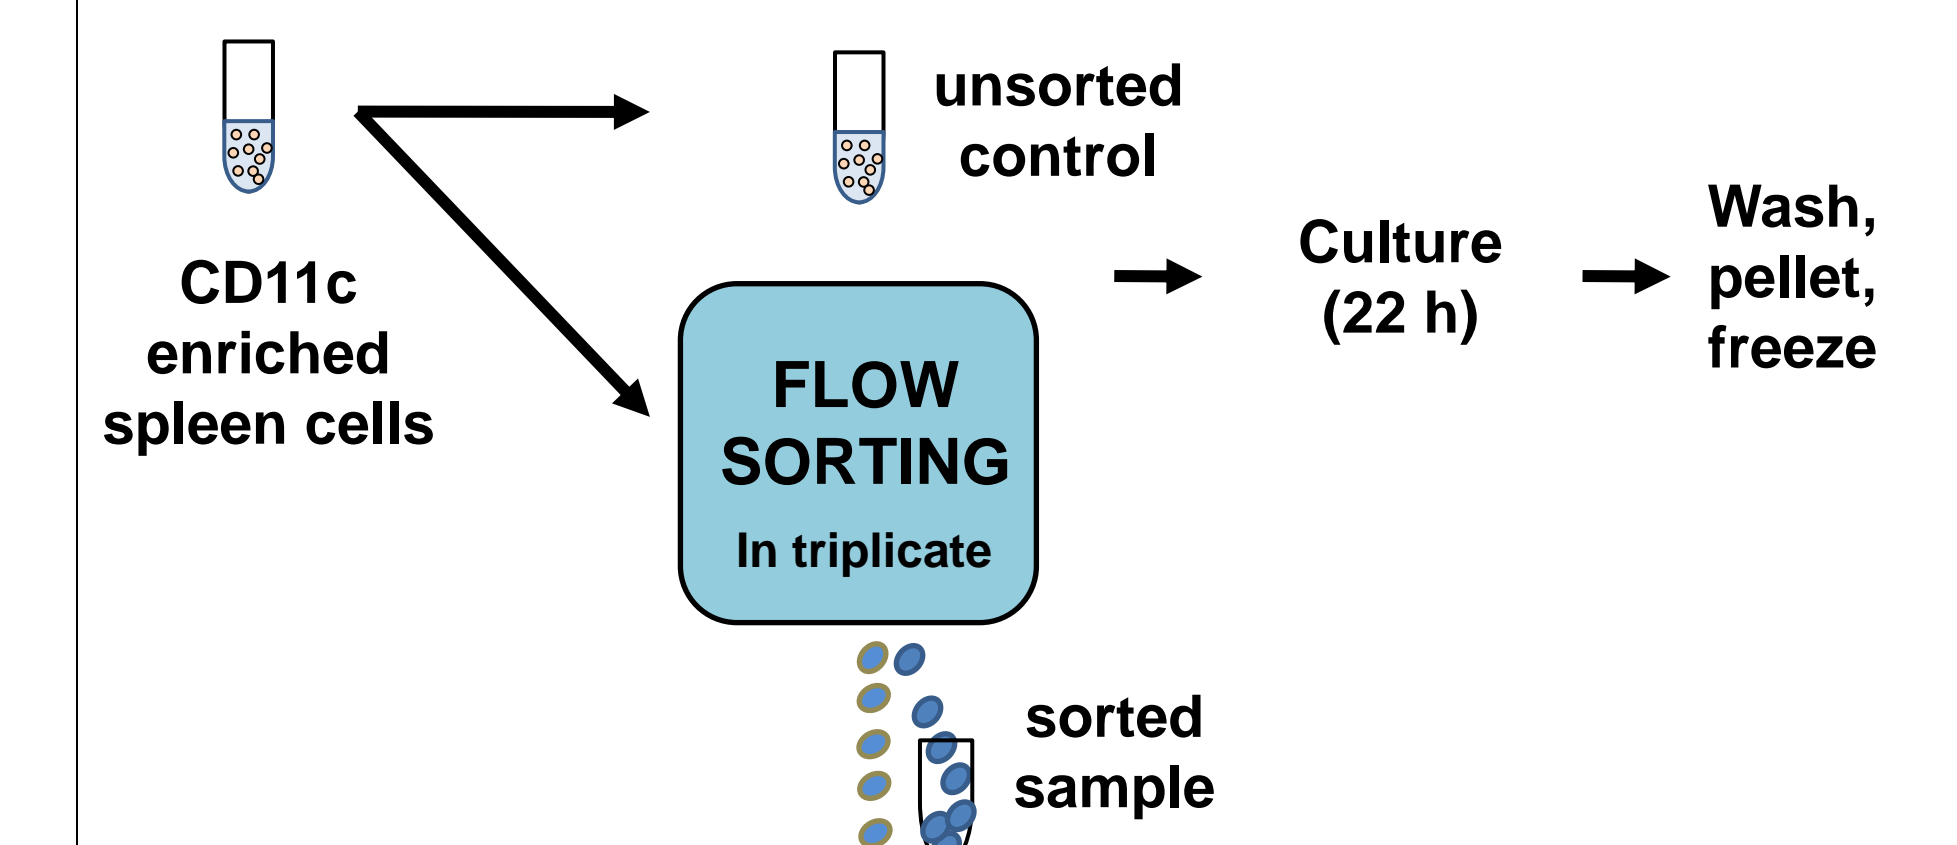 CD11c
enriched
spleen cells
unsorted
control
FLOW
SORTING
In triplicate
sorted
sample
Culture
(22 h)
Wash,
pellet,
freeze